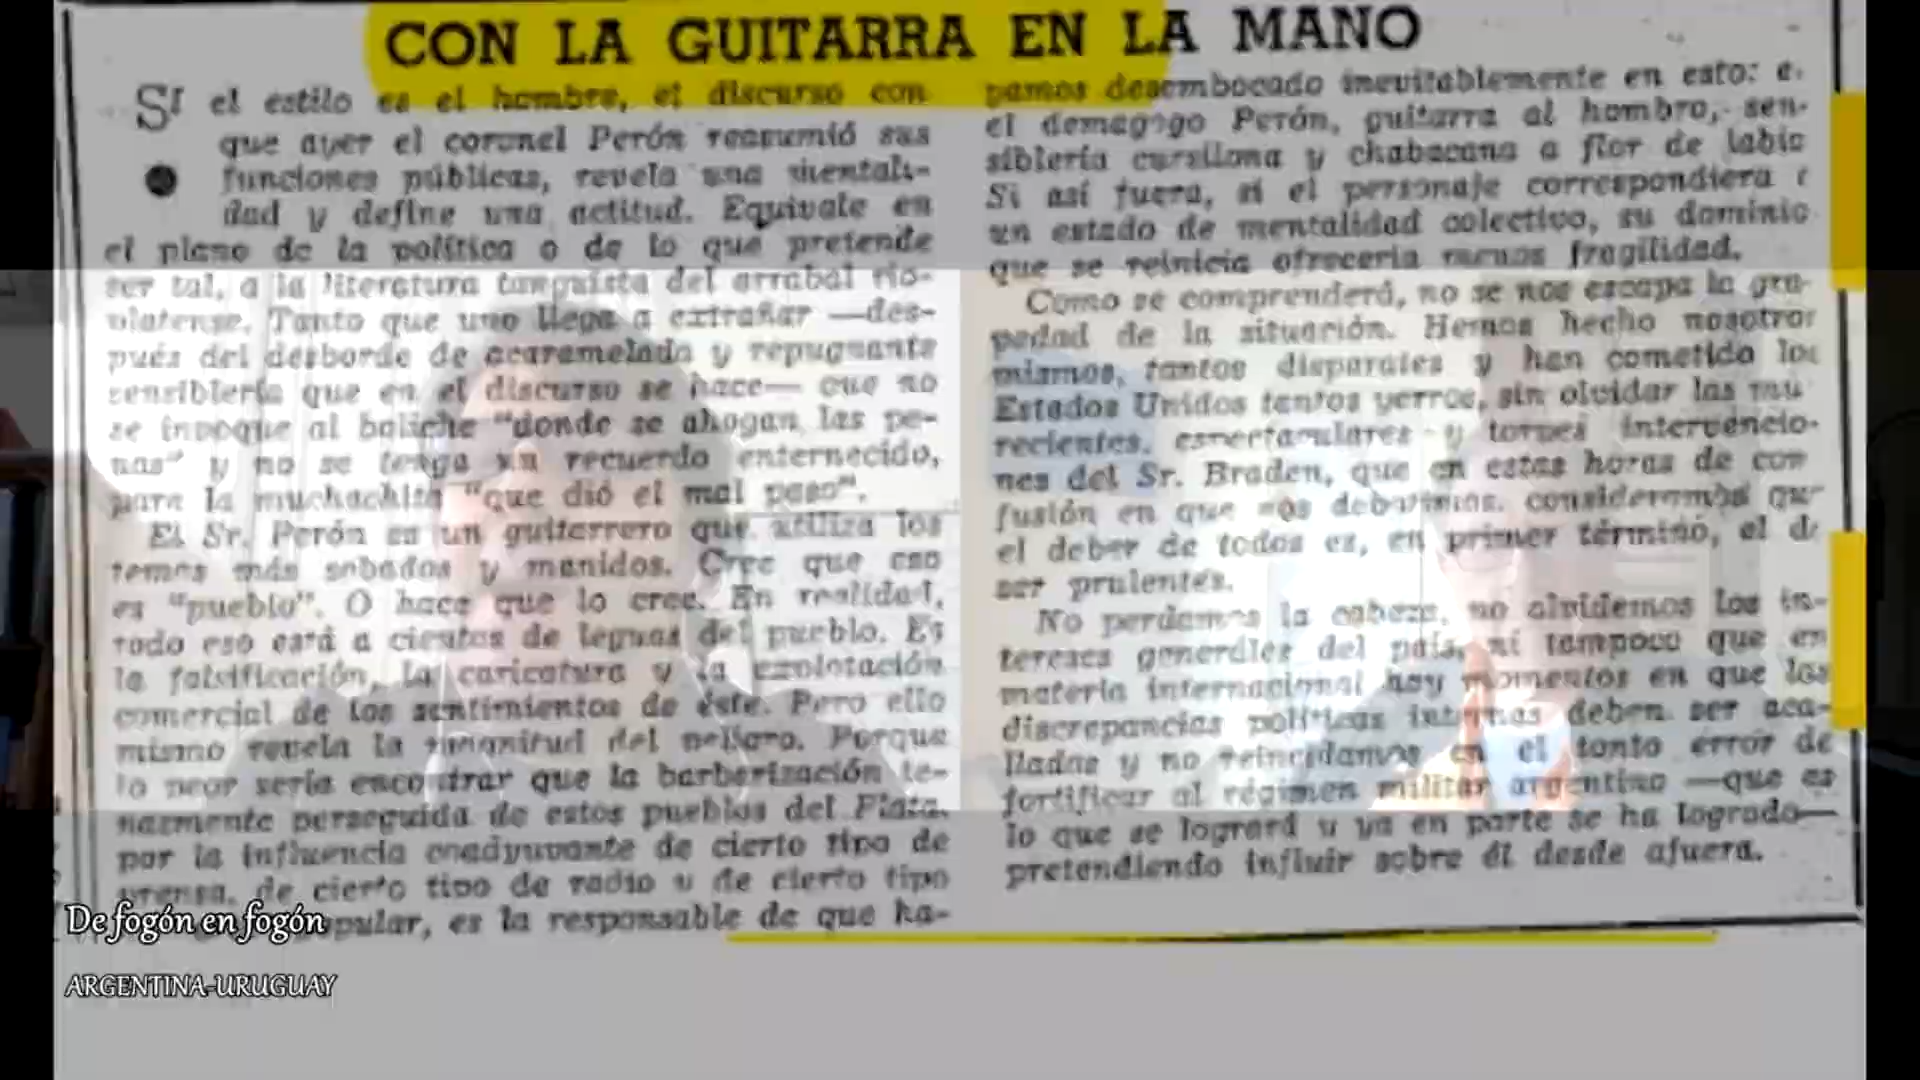 CON LA GUITARRA EN LA MANO
Si el estilo es el hombre, el discurso con
que ayer el coronel Perón reasumió sus
funciones públicas, revela una mentali-
dad y define una actitud. Equivale en
el plano de la política o de lo que pretende
ser tal, a la literatura tanguista del arrabal rio-
platense. Tanto que uno llega a extrañar —des-
pués del desborde de acaramelada y repugnante
sensiblería que en el discurso se hace— que no
se invoque al boliche "donde se ahogan las pe-
nas" y no se tenga un recuerdo enternecido,
para la muchachita "que dió el mal paso".
El Sr. Perón es un guitarrero que utiliza los
temas más sobados y manidos. Cree que eso
es "pueblo". O hace que lo cree. En realidad,
todo eso está a cientos de leguas del pueblo. Es
la falsificación, la caricatura y la explotación
comercial de los sentimientos de éste. Pero ello
mismo revela la magnitud del peligro. Porque
lo peor sería encontrar que la barbarización te-
nazmente perseguida de estos pueblos del Plata,
por la influencia coadyuvante de cierto tipo de
prensa, de cierto tipo de radio y de cierto tipo
popular, es la responsable de que ha-
yamos desembocado inevitablemente en esto: e.
el demagogo Perón, guitarra al hombro, sen-
siblería cursilona y chabacana a flor de labio
Si así fuera, si el personaje correspondiera
un estado de mentalidad colectivo, su dominio
que se reinicia ofrecería menos fragilidad.
Como se comprenderá, no se nos escapa la gra-
vedad de la situación. Hemos hecho nosotros
mismos, tantos disparates y han cometido los
Estados Unidos tantos yerros, sin olvidar las mu
recientes, espectaculares y torpes intervencio-
nes del Sr. Braden, que en estas horas de con
fusión en que nos debatimos, consideramos que
el deber de todos es, en primer término, el d
ser prudentes.
No perdamos la cabeza, no olvidemos los in-
tereses generales del país, ni tampoco que en
materia internacional hay momentos en que las
discrepancias políticas internas deben ser aca-
lladas y no reincidamos en el tonto error de
fortificar al régimen militar argentino —que es
lo que se logrará y ya en parte se ha logrado—
pretendiendo influir sobre él desde afuera.
De fogón en fogón
ARGENTINA-URUGUAY